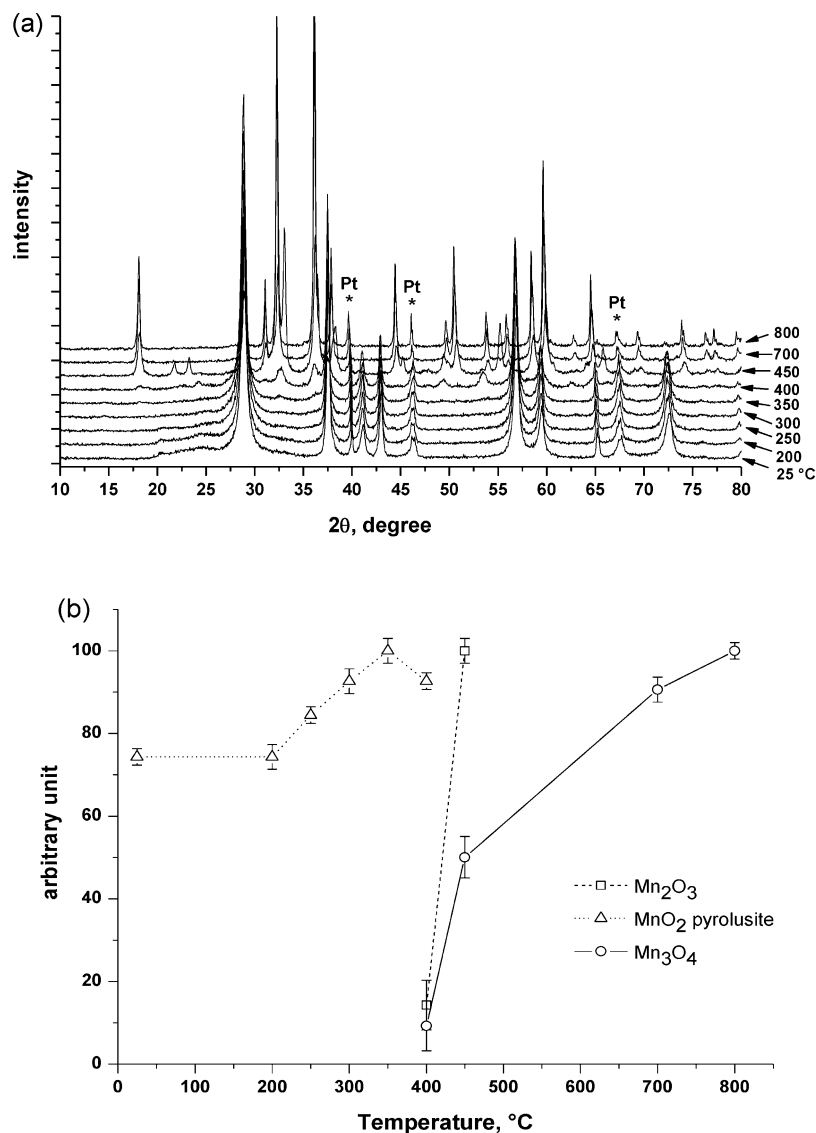 (a)
intensity
Pt
*
Pt
*
Pt
*
800
700
450
400
350
300
250
200
25 °C
10 15 20 25 30 35 40 45 50 55 60 65 70 75 80
2θ, degree
(b)
arbitrary unit
100
80
60
40
20
0
Mn2O3
MnO2 pyrolusite
Mn3O4
0 100 200 300 400 500 600 700 800
Temperature, °C